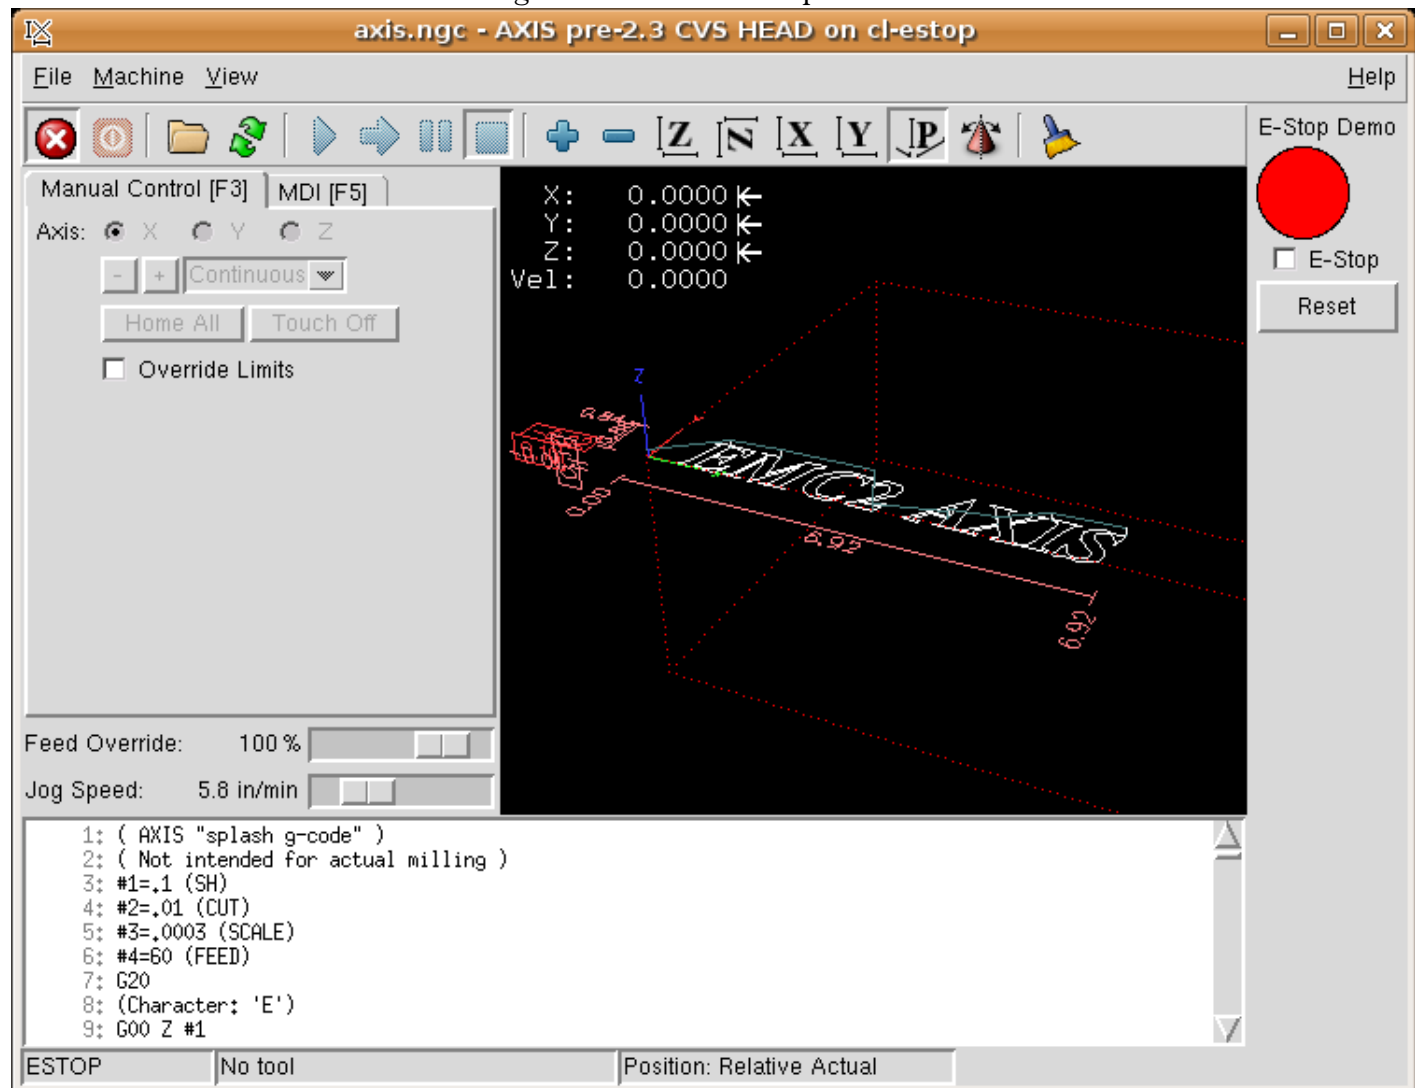 axis.ngc - AXIS pre-2.3 CVS HEAD on cl-estop
File Machine View Help
Z N X Y P
E-Stop Demo
E-Stop
Reset
Manual Control [F3] MDI [F5]
Axis: X Y Z
- + Continuous
Home All Touch Off
Override Limits
X: 0.0000
Y: 0.0000
Z: 0.0000
Vel: 0.0000
Z
EMC2 AXIS
6.92
6.92
Feed Override: 100 %
Jog Speed: 5.8 in/min
1: ( AXIS "splash g-code" )
2: ( Not intended for actual milling )
3: #1=.1 (SH)
4: #2=.01 (CUT)
5: #3=.0003 (SCALE)
6: #4=60 (FEED)
7: G20
8: (Character: 'E')
9: G00 Z #1
ESTOP No tool Position: Relative Actual